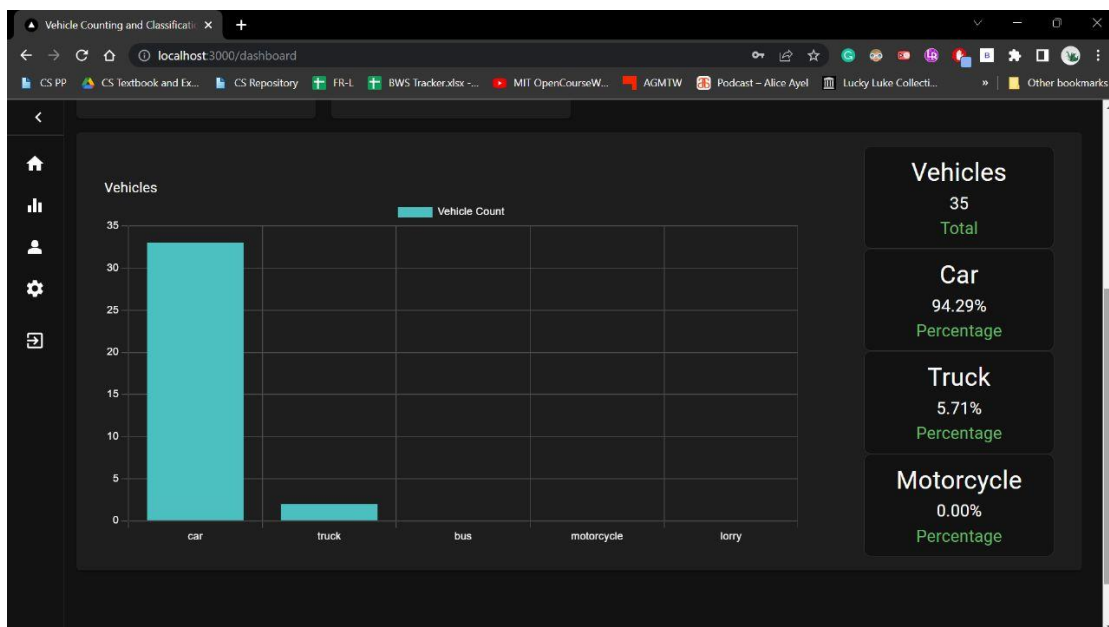 Vehicle Counting and Classificati
localhost:3000/dashboard
CS PP
CS Textbook and Ex...
CS Repository
FR-L
BWS Tracker.xlsx -...
MIT OpenCourseW...
AGMTW
Podcast – Alice Ayel
Lucky Luke Collecti...
»
Other bookmarks
Vehicles
Vehicle Count
35
30
25
20
15
10
5
0
car
truck
bus
motorcycle
lorry
Vehicles
35
Total
Car
94.29%
Percentage
Truck
5.71%
Percentage
Motorcycle
0.00%
Percentage